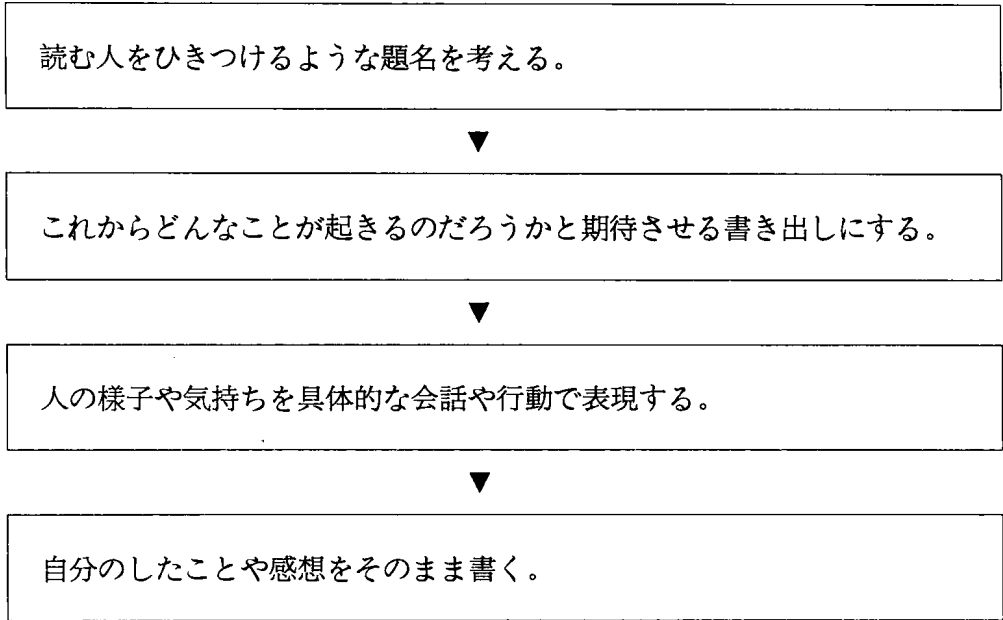 読む人をひきつけるような題名を考える。
▼
これからどんなことが起きるのだろうかと期待させる書き出しにする。
▼
人の様子や気持ちを具体的な会話や行動で表現する。
▼
自分のしたことや感想をそのまま書く。